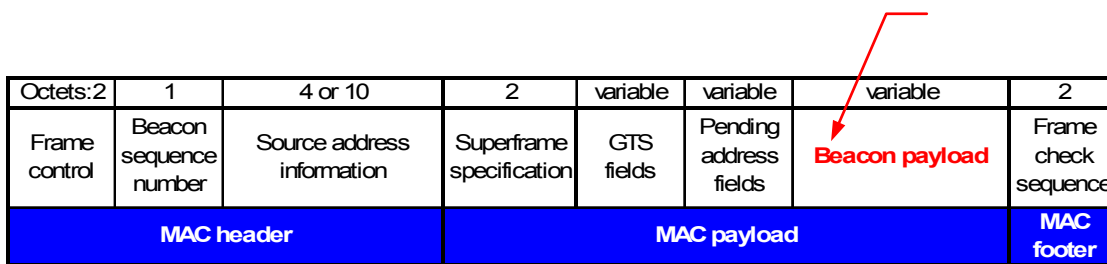 Octets:2 1 4 or 10 2 variable variable variable 2
Frame control
Beacon sequence number
Source address information
Superframe specification
GTS fields
Pending address fields
Beacon payload
Frame check sequence
MAC header MAC payload MAC footer